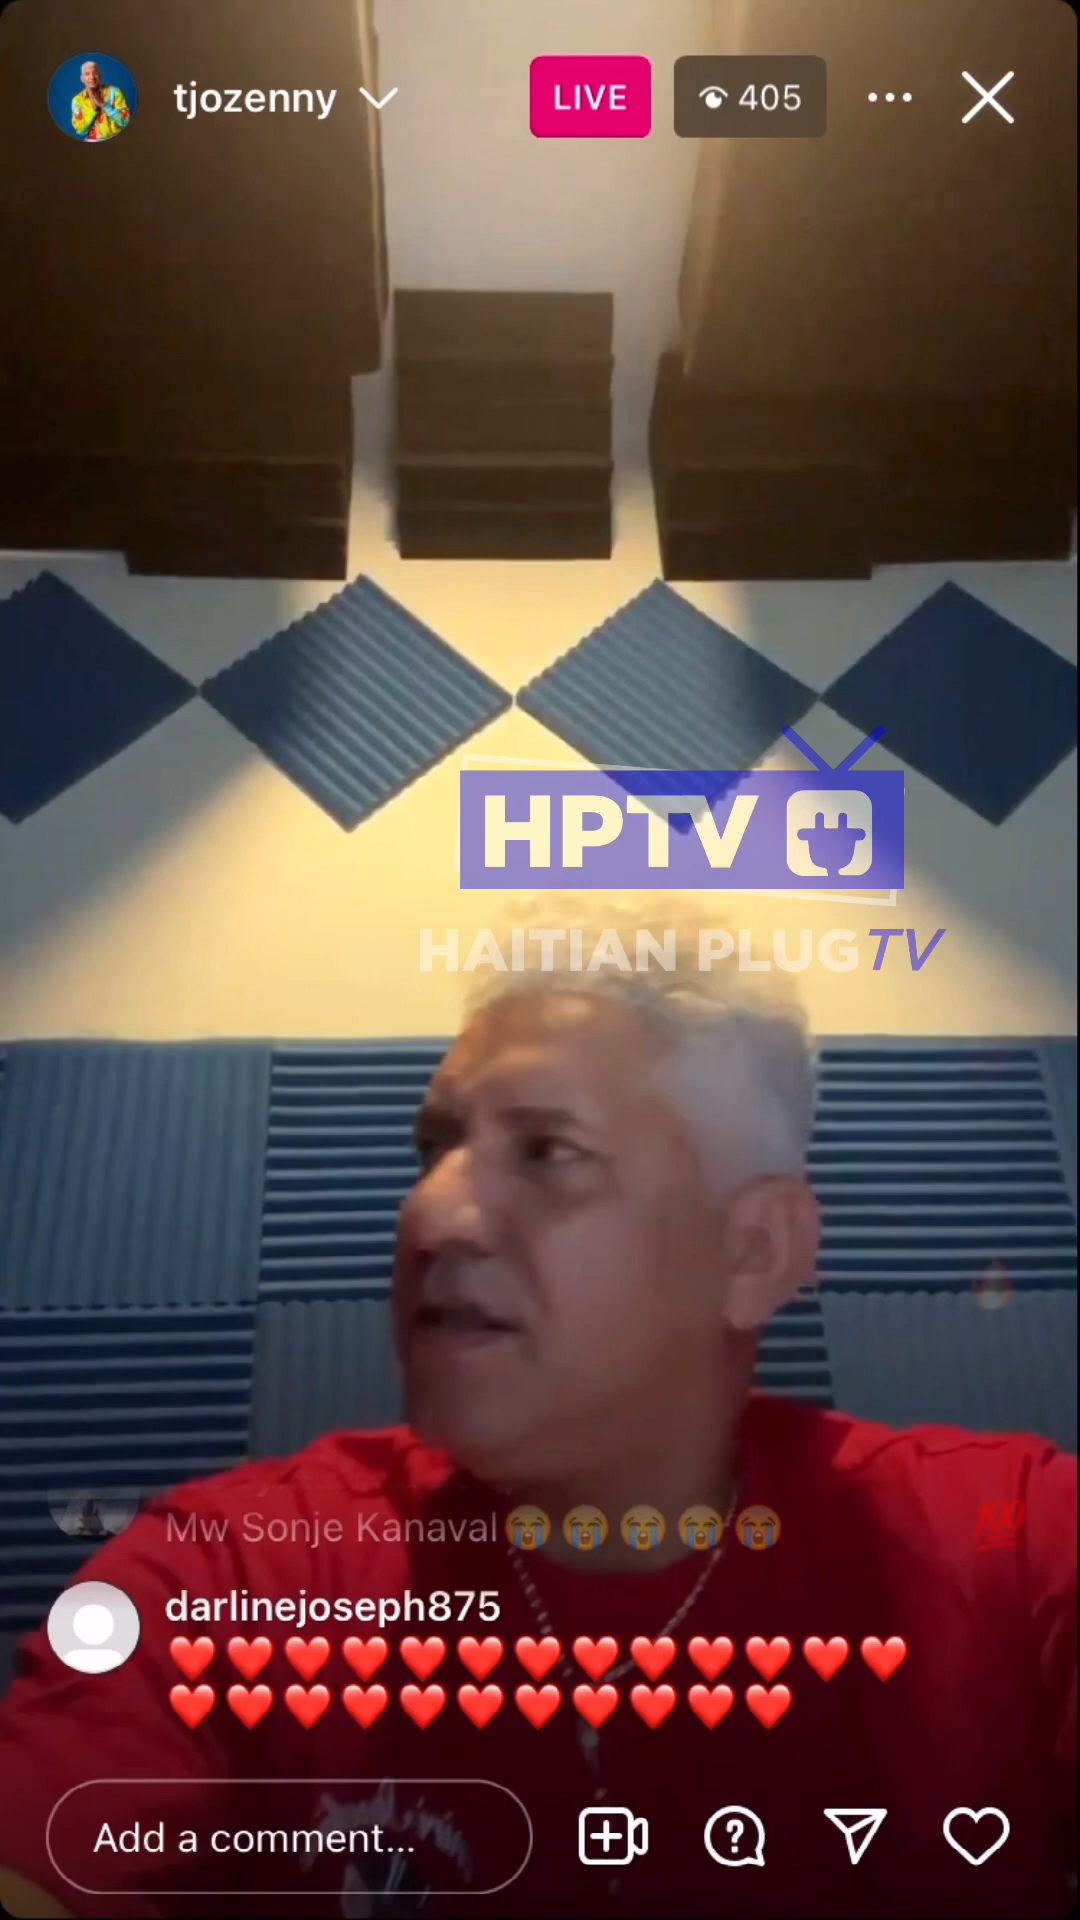 tjozenny
LIVE
405
HPTV
HAITIAN PLUG TV
Mw Sonje Kanaval😭😭😭😭😭
💯
darlinejoseph875
❤️❤️❤️❤️❤️❤️❤️❤️❤️❤️❤️❤️❤️
❤️❤️❤️❤️❤️❤️❤️❤️❤️❤️❤️
Add a comment...